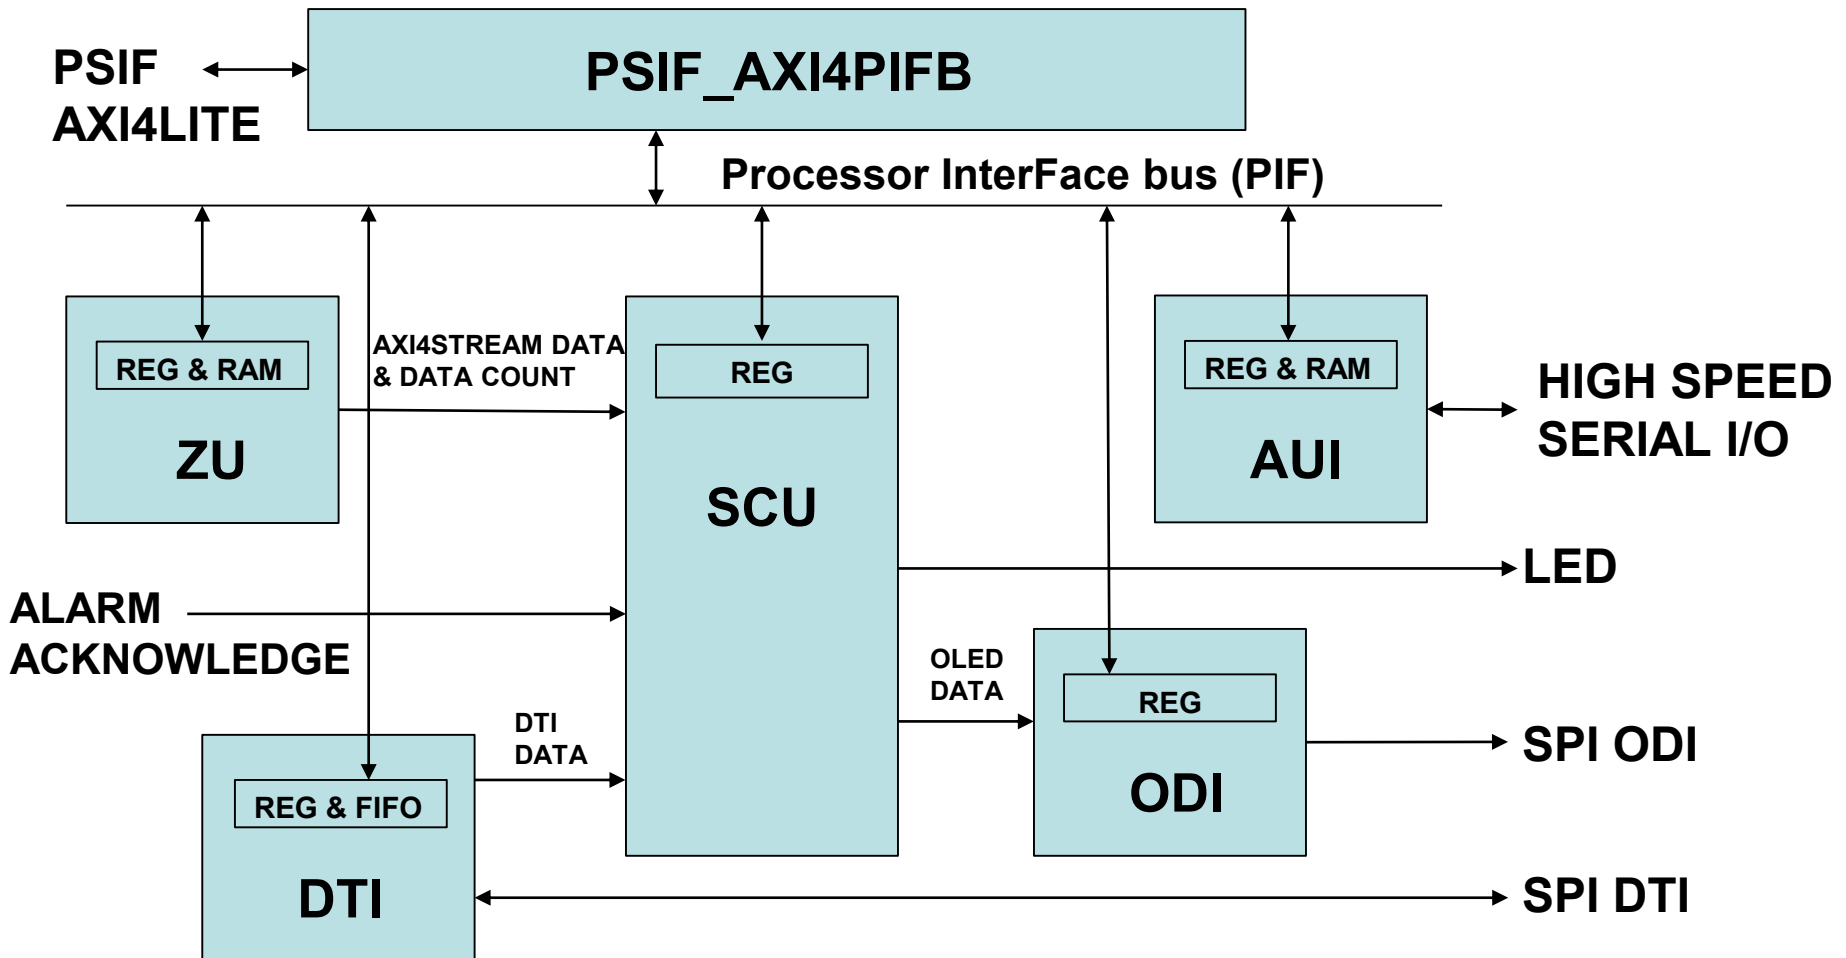 PSIF
AXI4LITE
PSIF_AXI4PIFB
Processor InterFace bus (PIF)
REG & RAM
ZU
AXI4STREAM DATA
& DATA COUNT
REG
SCU
REG & RAM
AUI
HIGH SPEED
SERIAL I/O
LED
ALARM
ACKNOWLEDGE
OLED
DATA
REG
ODI
SPI ODI
DTI
DATA
REG & FIFO
DTI
SPI DTI